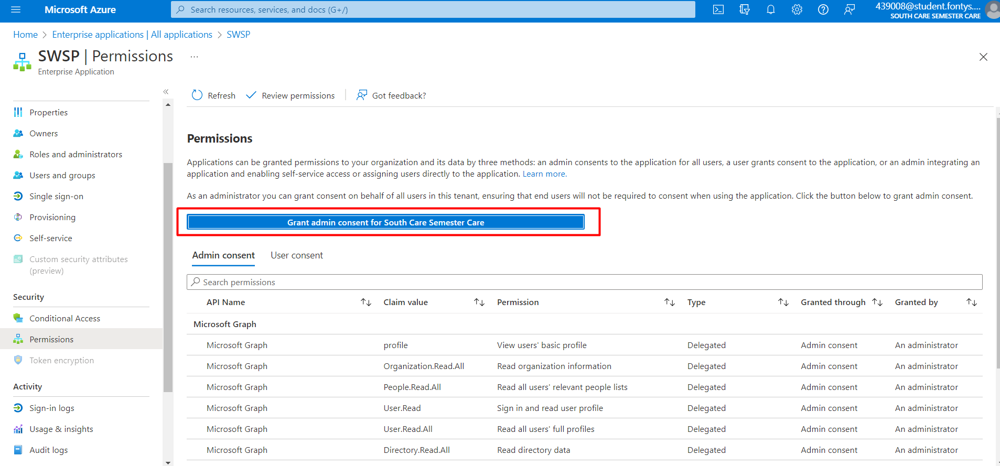 Microsoft Azure
Search resources, services, and docs (G+/)
439008@student.fontys....
SOUTH CARE SEMESTER CARE
Home > Enterprise applications | All applications > SWSP
SWSP | Permissions ...
Enterprise Application
«
Refresh
Review permissions
Got feedback?
Properties
Owners
Roles and administrators
Users and groups
Single sign-on
Provisioning
Self-service
Custom security attributes
(preview)
Security
Conditional Access
Permissions
Token encryption
Activity
Sign-in logs
Usage & insights
Audit logs
Permissions
Applications can be granted permissions to your organization and its data by three methods: an admin consents to the application for all users, a user grants consent to the application, or an admin integrating an
application and enabling self-service access or assigning users directly to the application. Learn more.
As an administrator you can grant consent on behalf of all users in this tenant, ensuring that end users will not be required to consent when using the application. Click the button below to grant admin consent.
Grant admin consent for South Care Semester Care
Admin consent User consent
Search permissions
API Name Claim value Permission Type Granted through Granted by
Microsoft Graph
Microsoft Graph profile View users' basic profile Delegated Admin consent An administrator
Microsoft Graph Organization.Read.All Read organization information Delegated Admin consent An administrator
Microsoft Graph People.Read.All Read all users' relevant people lists Delegated Admin consent An administrator
Microsoft Graph User.Read Sign in and read user profile Delegated Admin consent An administrator
Microsoft Graph User.Read.All Read all users' full profiles Delegated Admin consent An administrator
Microsoft Graph Directory.Read.All Read directory data Delegated Admin consent An administrator